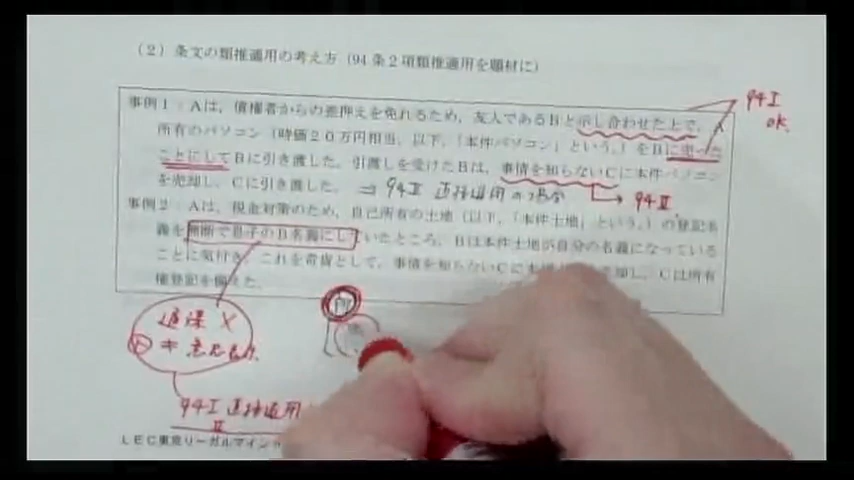 (2)条文の類推適用の考え方(94条2項類推適用を題材に)
事例1:Aは、債権者からの差押えを免れるため、友人であるBと示し合わせた上で、A
所有のパソコン(時価20万円相当。以下、「本件パソコン」という。)をBに売った
ことにしてBに引き渡した。引渡しを受けたBは、事情を知らないCに本件パソコン
を売却し、Cに引き渡した。 ⇒ 94Ⅱ 直接適用の場合
事例2:Aは、税金対策のため、自己所有の土地(以下、「本件土地」という。)の登記名
義を無断で息子のB名義にしていたところ、Bは本件土地が自分の名義になっている
ことに気付き、これを奇貨として、事情を知らないCに本件 売却し、Cは所有
権登記を備えた。
94Ⅰ
ok.
94Ⅱ
通謀 X
94Ⅰ 直接適用
Ⅱ
LEC東京リーガルマインド